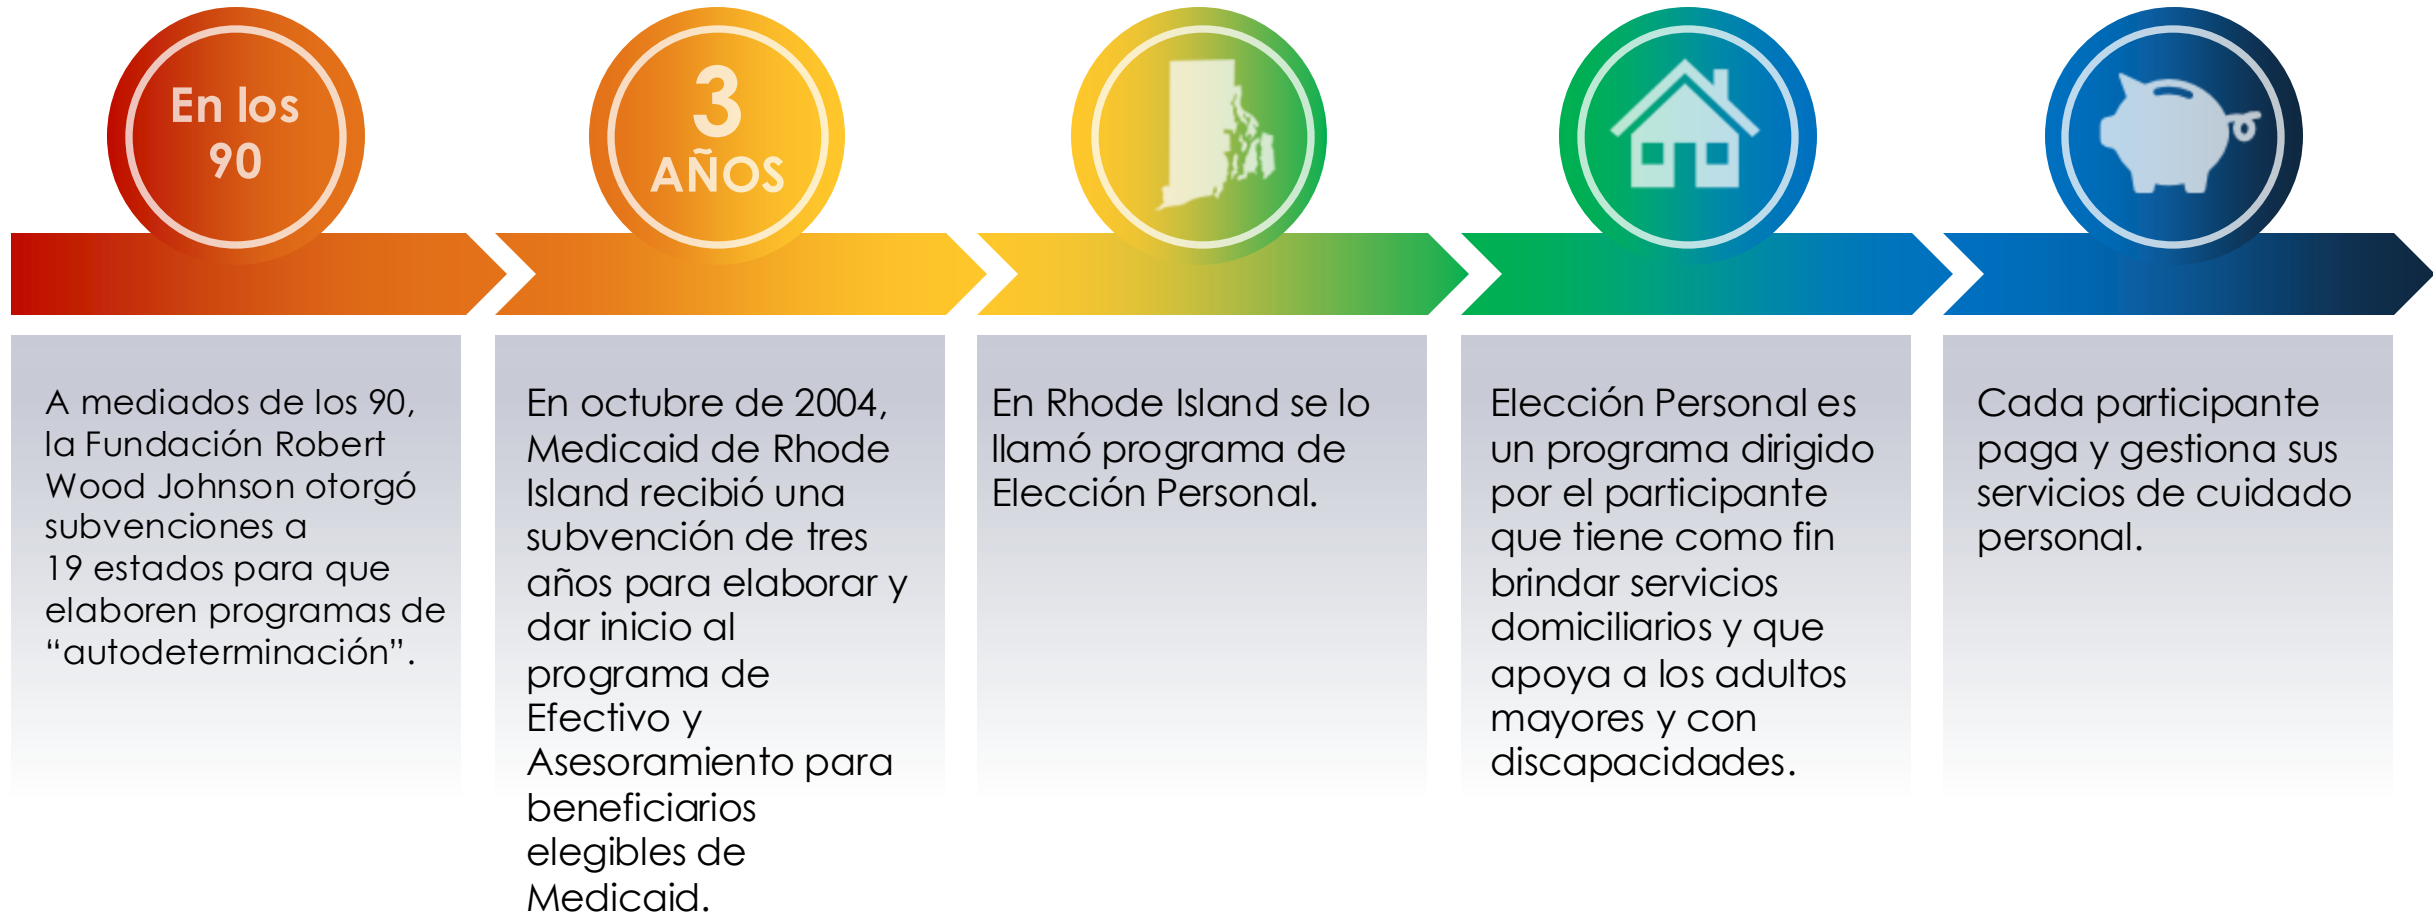 En los
90
3
AÑOS
A mediados de los 90,
la Fundación Robert
Wood Johnson otorgó
subvenciones a
19 estados para que
elaboren programas de
“autodeterminación”.
En octubre de 2004,
Medicaid de Rhode
Island recibió una
subvención de tres
años para elaborar y
dar inicio al
programa de
Efectivo y
Asesoramiento para
beneficiarios
elegibles de
Medicaid.
En Rhode Island se lo
llamó programa de
Elección Personal.
Elección Personal es
un programa dirigido
por el participante
que tiene como fin
brindar servicios
domiciliarios y que
apoya a los adultos
mayores y con
discapacidades.
Cada participante
paga y gestiona sus
servicios de cuidado
personal.